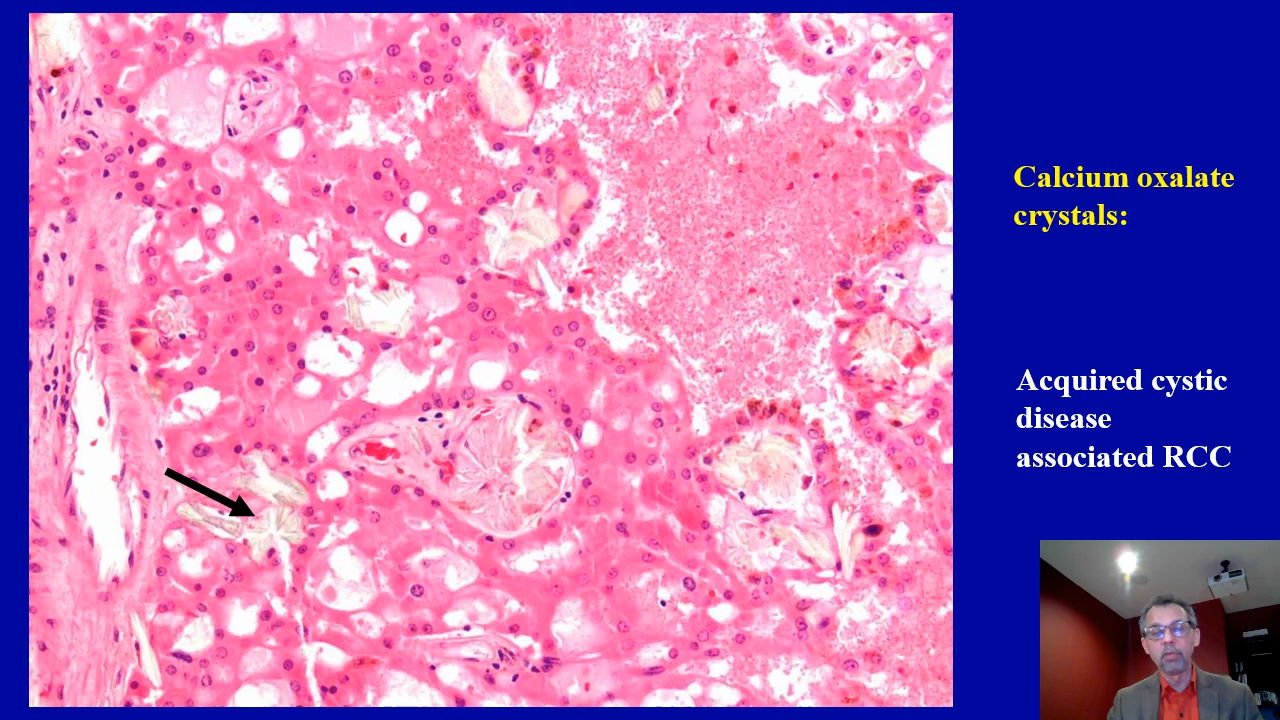 Calcium oxalate
crystals:
Acquired cystic
disease
associated RCC